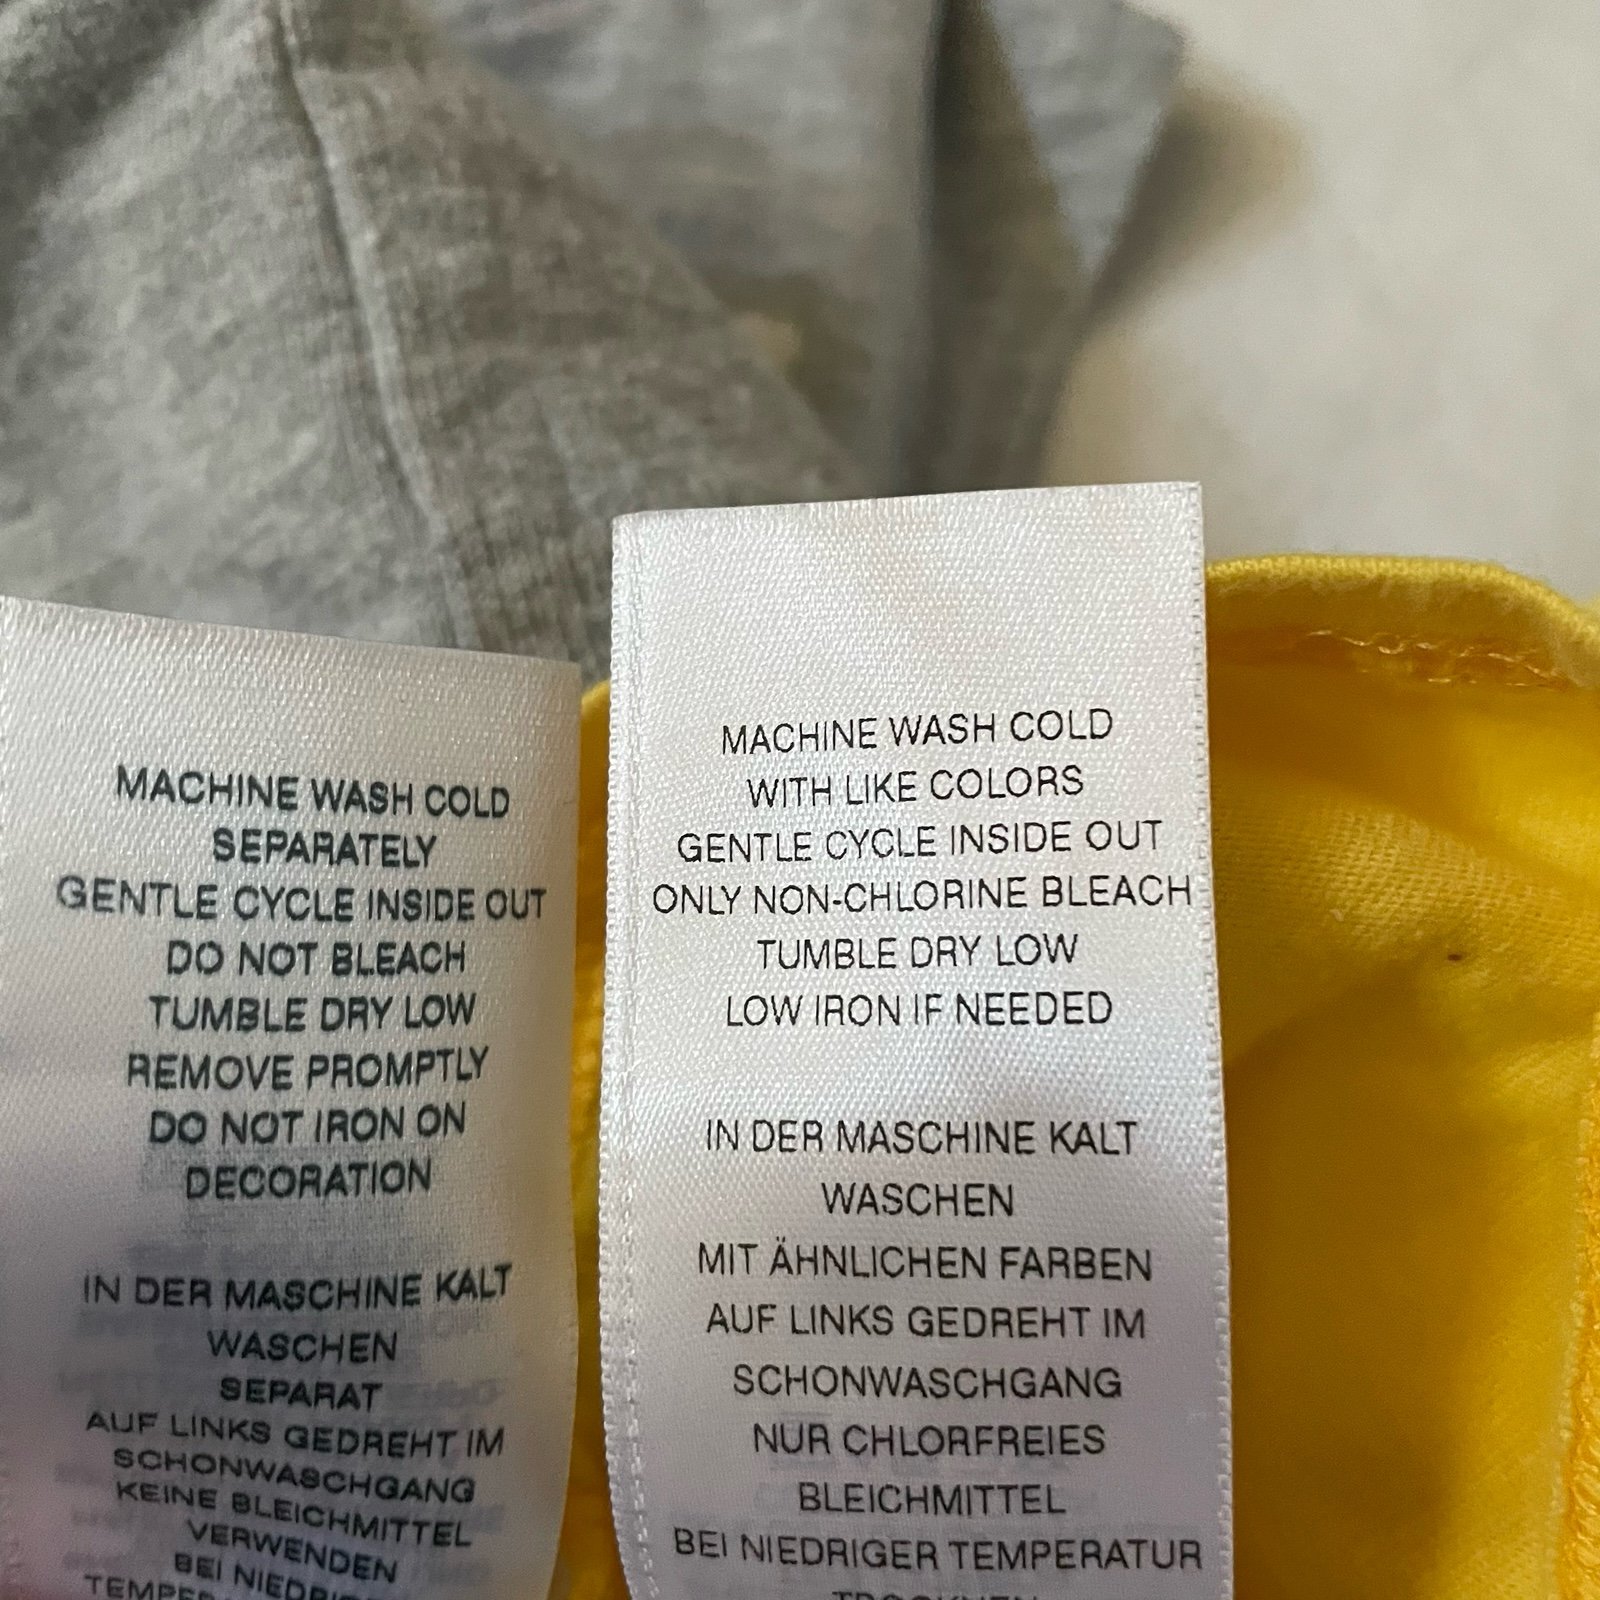 MACHINE WASH COLD
SEPARATELY
GENTLE CYCLE INSIDE OUT
DO NOT BLEACH
TUMBLE DRY LOW
REMOVE PROMPTLY
DO NOT IRON ON
DECORATION
IN DER MASCHINE KALT
WASCHEN
SEPARAT
AUF LINKS GEDREHT IM
SCHONWASCHGANG
KEINE BLEICHMITTEL
VERWENDEN
BEI
MACHINE WASH COLD
WITH LIKE COLORS
GENTLE CYCLE INSIDE OUT
ONLY NON-CHLORINE BLEACH
TUMBLE DRY LOW
LOW IRON IF NEEDED
IN DER MASCHINE KALT
WASCHEN
MIT ÄHNLICHEN FARBEN
AUF LINKS GEDREHT IM
SCHONWASCHGANG
NUR CHLORFREIES
BLEICHMITTEL
BEI NIEDRIGER TEMPERATUR